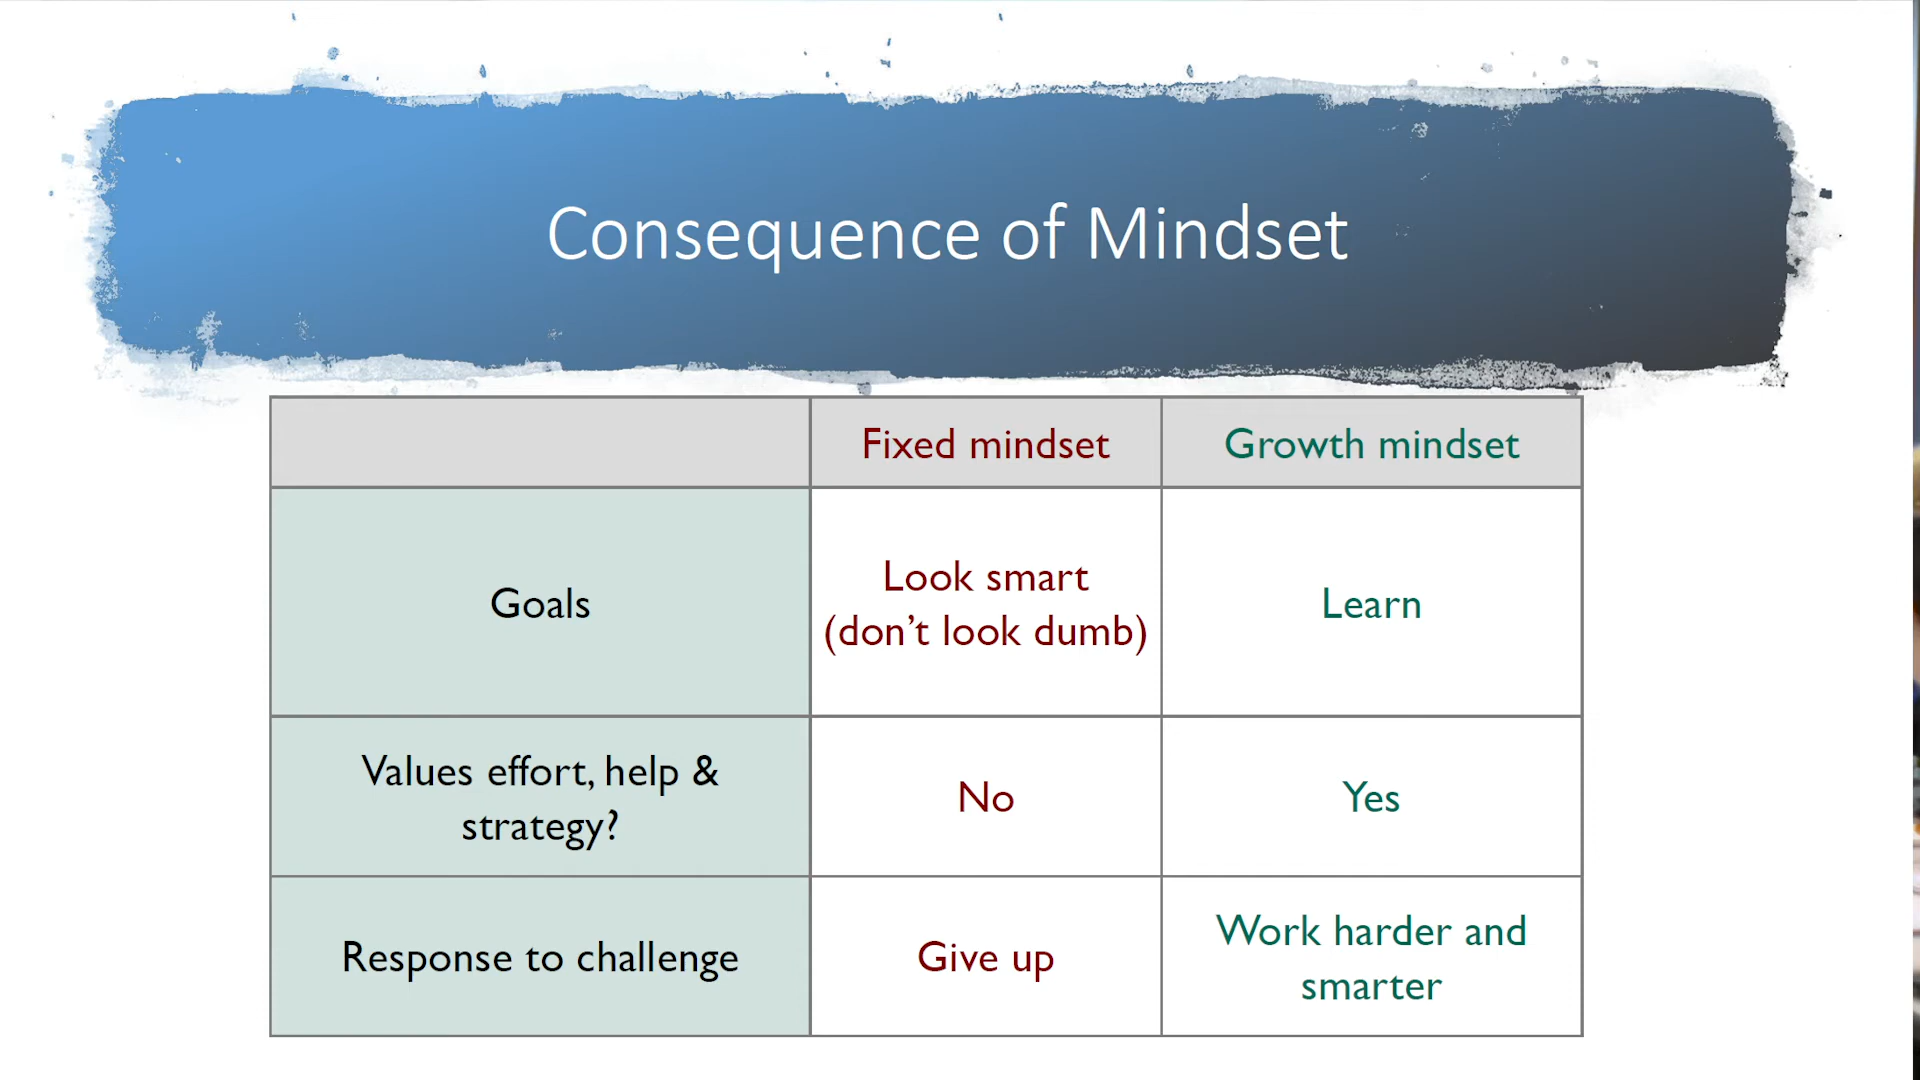 Consequence of Mindset
Fixed mindset
Growth mindset
Goals
Look smart
(don’t look dumb)
Learn
Values effort, help &
strategy?
No
Yes
Response to challenge
Give up
Work harder and
smarter